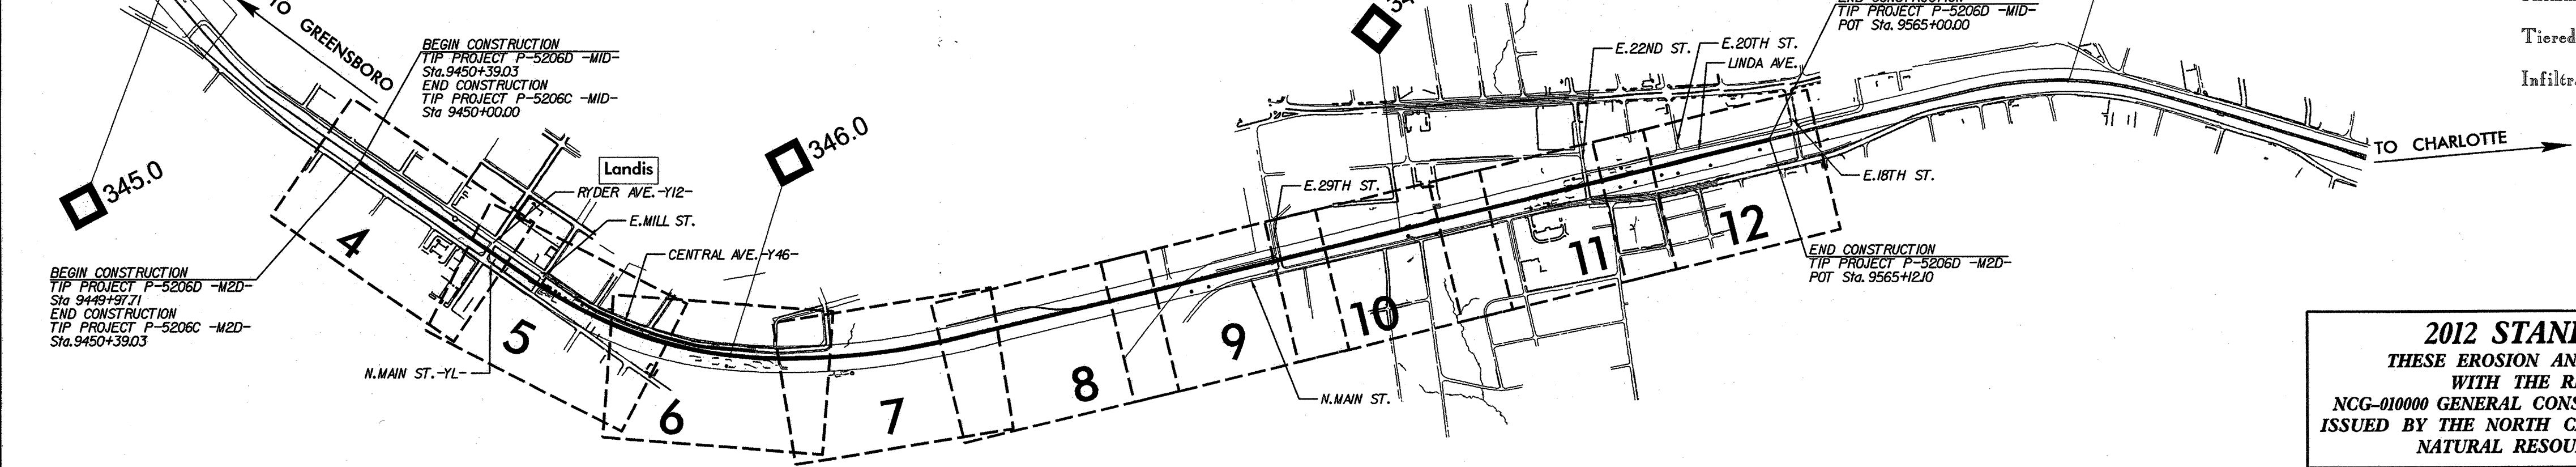 TO GREENSBORO
BEGIN CONSTRUCTION
TIP PROJECT P-5206D -M1D-
Sta.9450+39.03
END CONSTRUCTION
TIP PROJECT P-5206C -M1D-
Sta 9450+00.00
345.0
BEGIN CONSTRUCTION
TIP PROJECT P-5206D -M2D-
Sta 9449+97.71
END CONSTRUCTION
TIP PROJECT P-5206C -M2D-
Sta.9450+39.03
Landis
RYDER AVE.-Y12-
E.MILL ST.
CENTRAL AVE.-Y46-
N.MAIN ST.-YL-
346.0
4
5
6
7
8
9
10
11
12
E.29TH ST.
N.MAIN ST.
E.22ND ST.
E.20TH ST.
LINDA AVE.
END CONSTRUCTION
TIP PROJECT P-5206D -M1D-
POT Sta. 9565+00.00
E.18TH ST.
END CONSTRUCTION
TIP PROJECT P-5206D -M2D-
POT Sta. 9565+12.10
TO CHARLOTTE
Tiered
2012 STAN
THESE EROSION AN
WITH THE R
NCG-010000 GENERAL CONS
ISSUED BY THE NORTH C
NATURAL RESOU